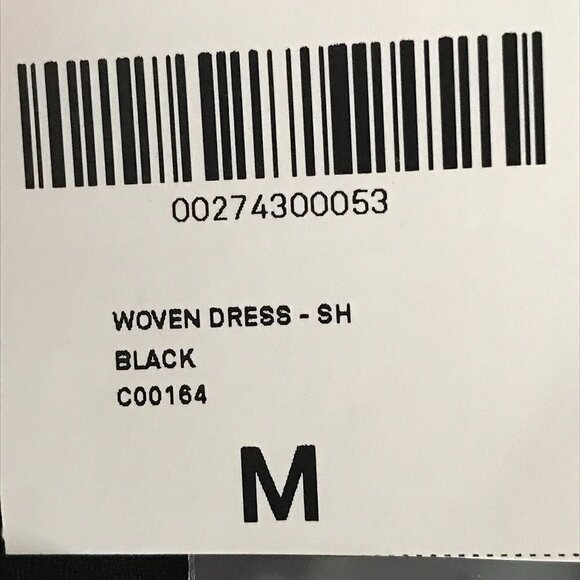 00274300053
WOVEN DRESS - SH
BLACK
C00164
M